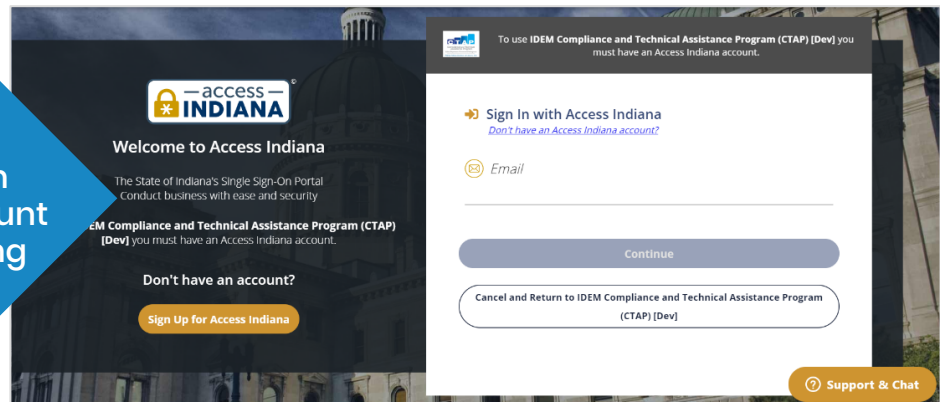 unt
ng
access
INDIANA
Welcome to Access Indiana
The State of Indiana's Single Sign-On Portal
Conduct business with ease and security
EM Compliance and Technical Assistance Program (CTAP)
[Dev] you must have an Access Indiana account.
Don't have an account?
Sign Up for Access Indiana
CTAP
To use IDEM Compliance and Technical Assistance Program (CTAP) [Dev] you
must have an Access Indiana account.
Sign In with Access Indiana
Don't have an Access Indiana account?
Email
Continue
Cancel and Return to IDEM Compliance and Technical Assistance Program
(CTAP) [Dev]
Support & Chat